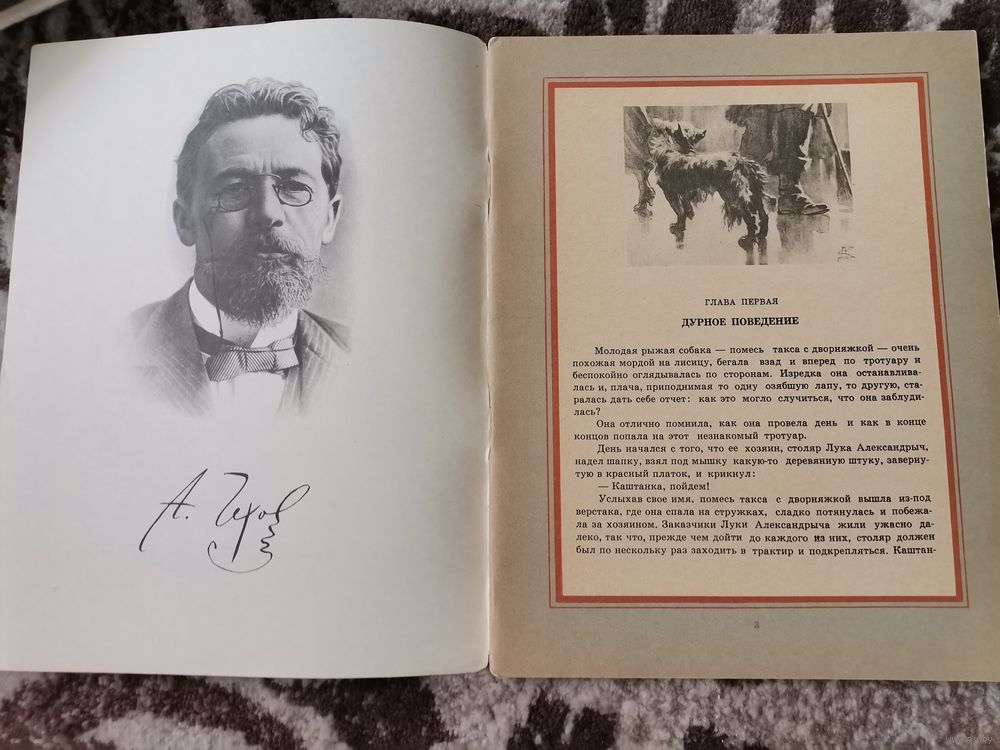 А. Чехов
ГЛАВА ПЕРВАЯ
ДУРНОЕ ПОВЕДЕНИЕ
Молодая рыжая собака — помесь такса с дворняжкой — очень
похожая мордой на лисицу, бегала взад и вперед по тротуару и
беспокойно оглядывалась по сторонам. Изредка она останавлива-
лась и, плача, приподнимая то одну озябшую лапу, то другую, ста-
ралась дать себе отчет: как это могло случиться, что она заблуди-
лась?
Она отлично помнила, как она провела день и как в конце
концов попала на этот незнакомый тротуар.
День начался с того, что ее хозяин, столяр Лука Александрыч,
надел шапку, взял под мышку какую-то деревянную штуку, заверну-
тую в красный платок, и крикнул:
— Каштанка, пойдем!
Услыхав свое имя, помесь такса с дворняжкой вышла из-под
верстака, где она спала на стружках, сладко потянулась и побежа-
ла за хозяином. Заказчики Луки Александрыча жили ужасно да-
леко, так что, прежде чем дойти до каждого из них, столяр должен
был по нескольку раз заходить в трактир и подкрепляться. Каштан-
3